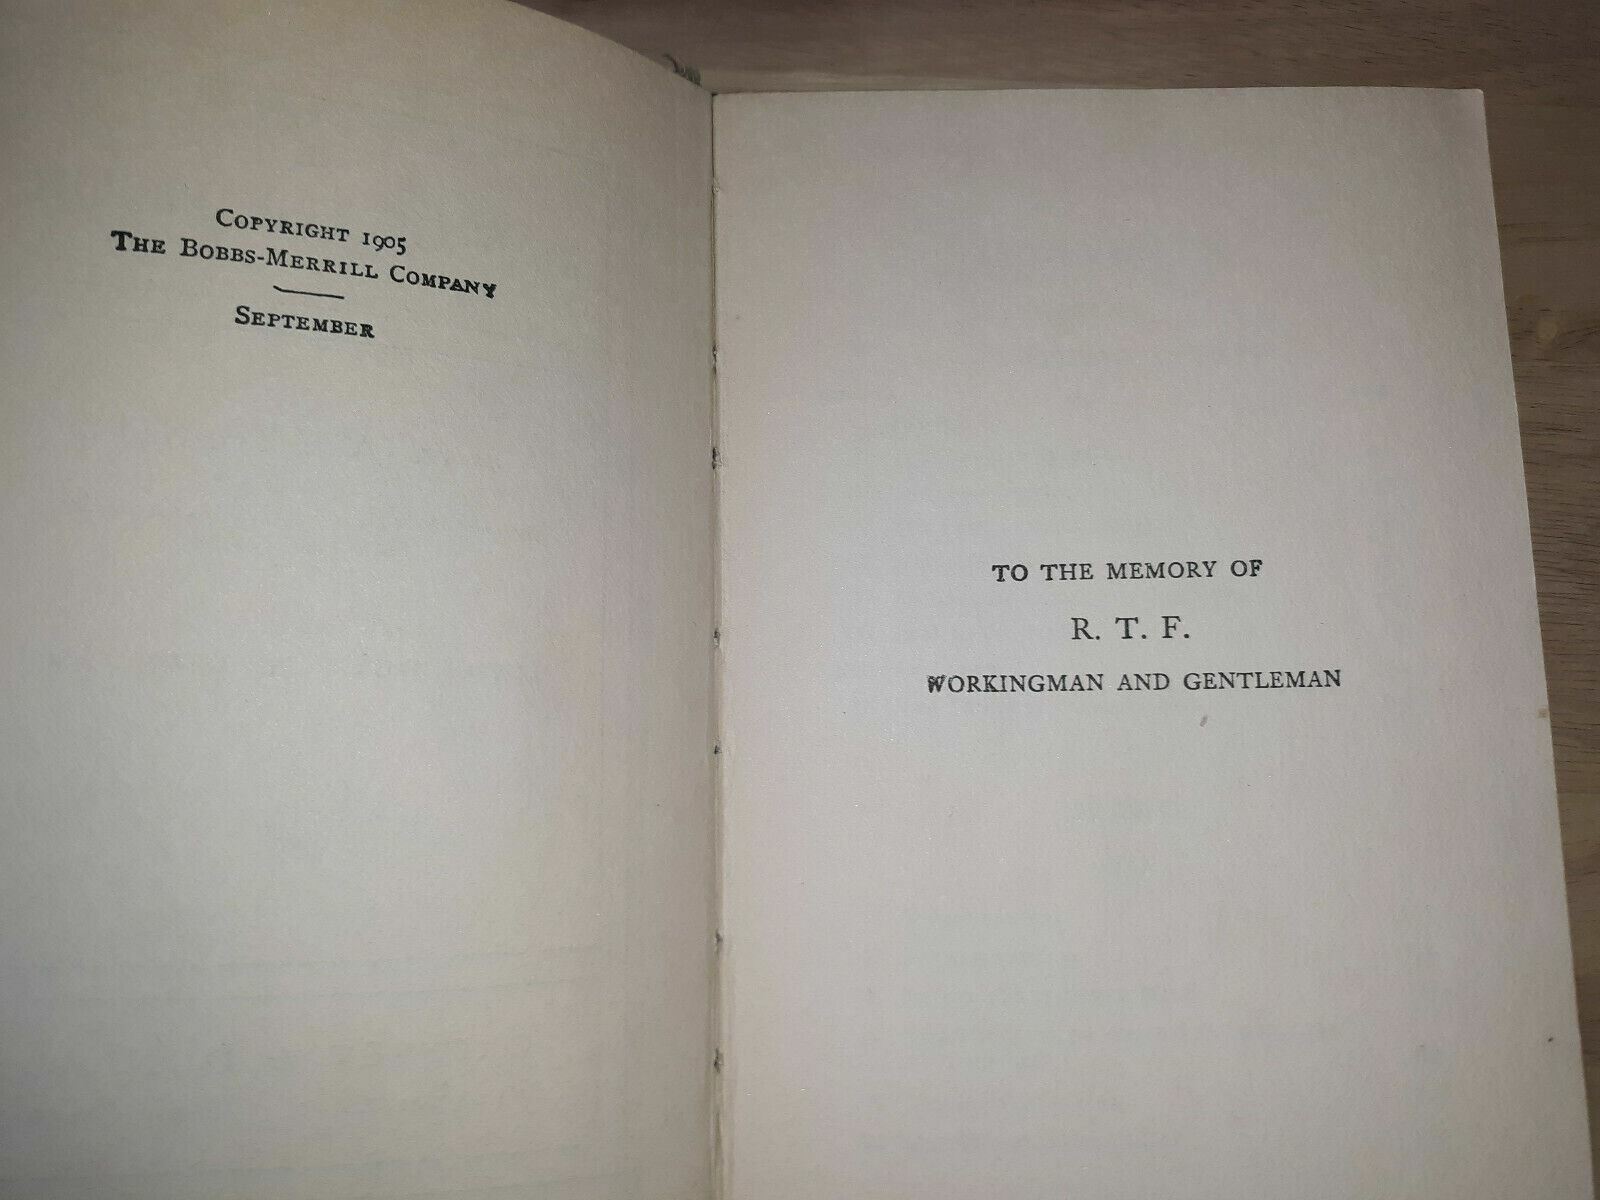 Copyright 1905
The Bobbs-Merrill Company
September
TO THE MEMORY OF
R. T. F.
WORKINGMAN AND GENTLEMAN